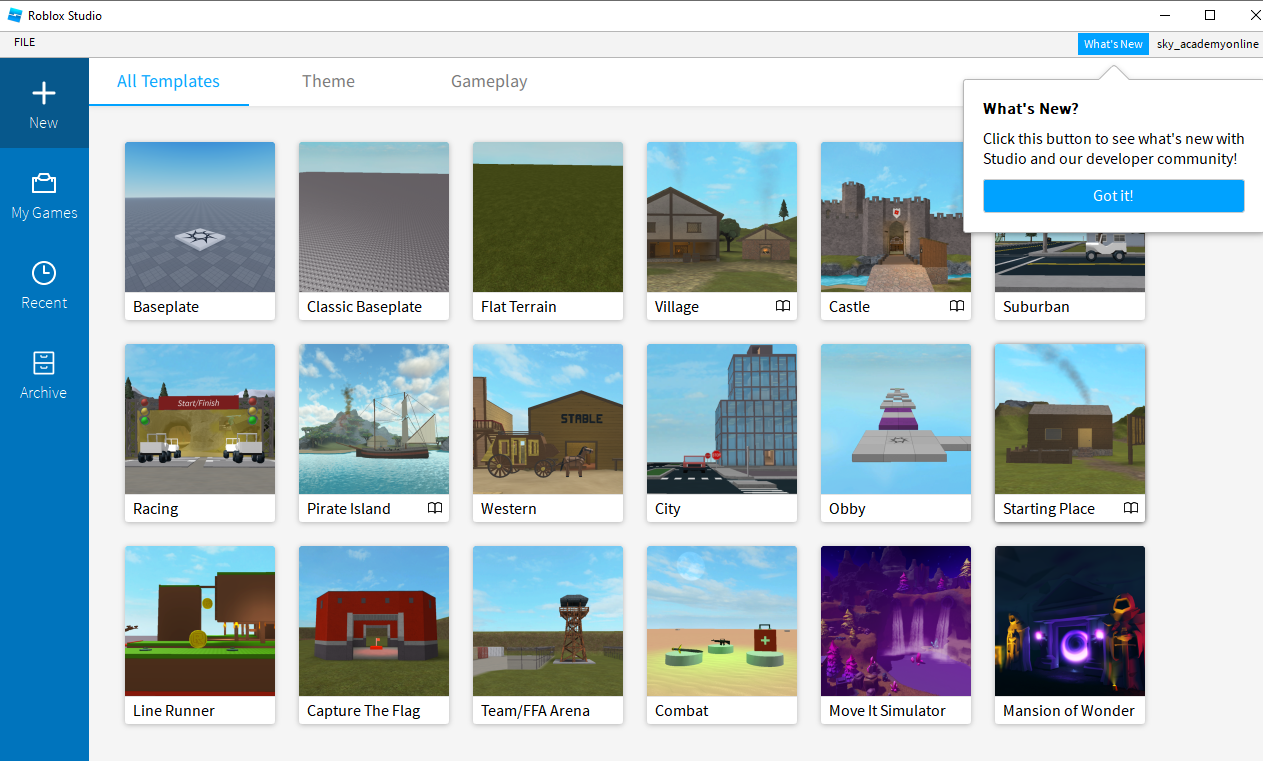 Roblox Studio
FILE
What's New
sky_academyonline
New
My Games
Recent
Archive
All Templates
Theme
Gameplay
What's New?
Click this button to see what's new with
Studio and our developer community!
Got it!
Baseplate
Classic Baseplate
Flat Terrain
Village
Castle
Suburban
Start/Finish
STABLE
Racing
Pirate Island
Western
City
Obby
Starting Place
Line Runner
Capture The Flag
Team/FFA Arena
Combat
Move It Simulator
Mansion of Wonder